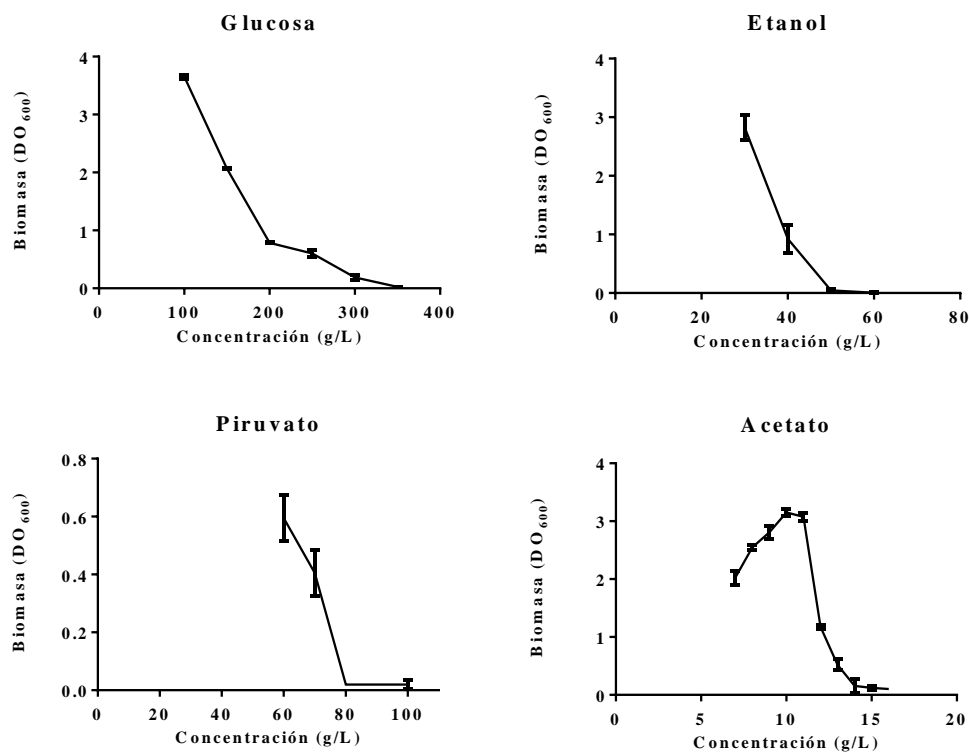 Glucosa
Biomasa (DO600)
4
3
2
1
0
0 100 200 300 400
Concentración (g/L)
Etanol
Biomasa (DO600)
4
3
2
1
0
0 20 40 60 80
Concentración (g/L)
Piruvato
Biomasa (DO600)
0.8
0.6
0.4
0.2
0.0
0 20 40 60 80 100
Concentración (g/L)
Acetato
Biomasa (DO600)
4
3
2
1
0
0 5 10 15 20
Concentración (g/L)